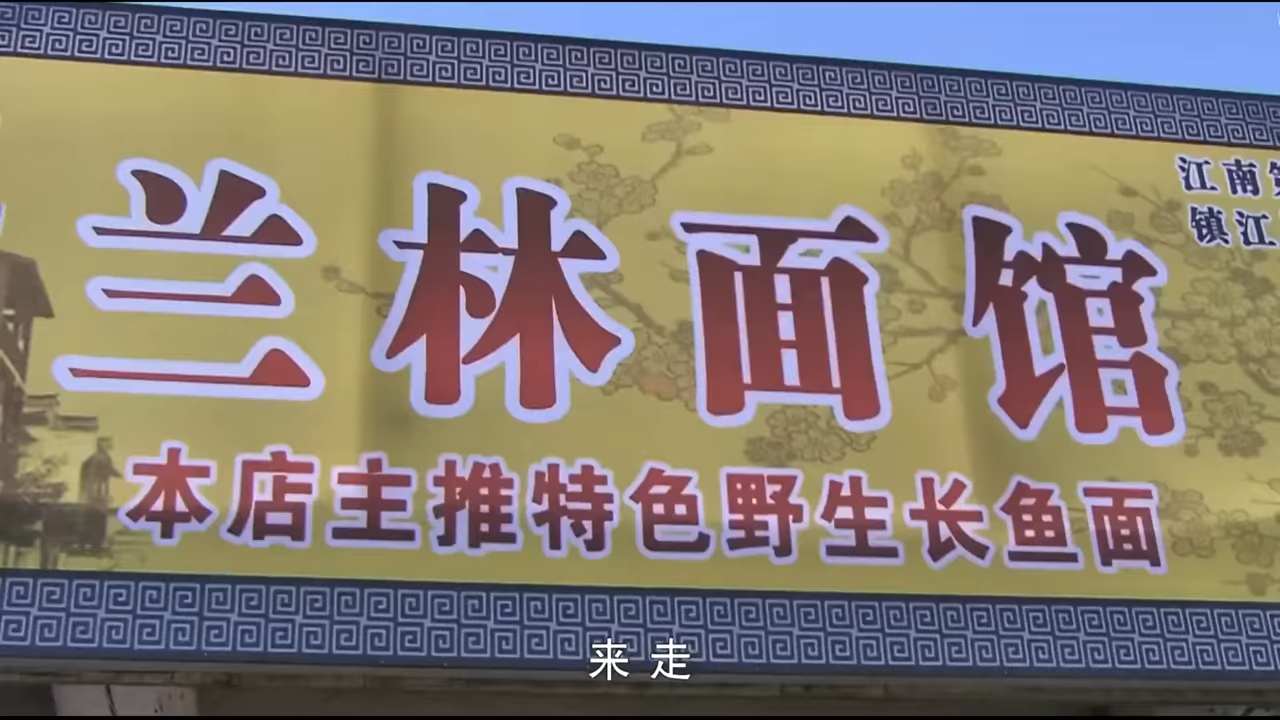 兰林面馆
江南
镇江
本店主推特色野生长鱼面
来走